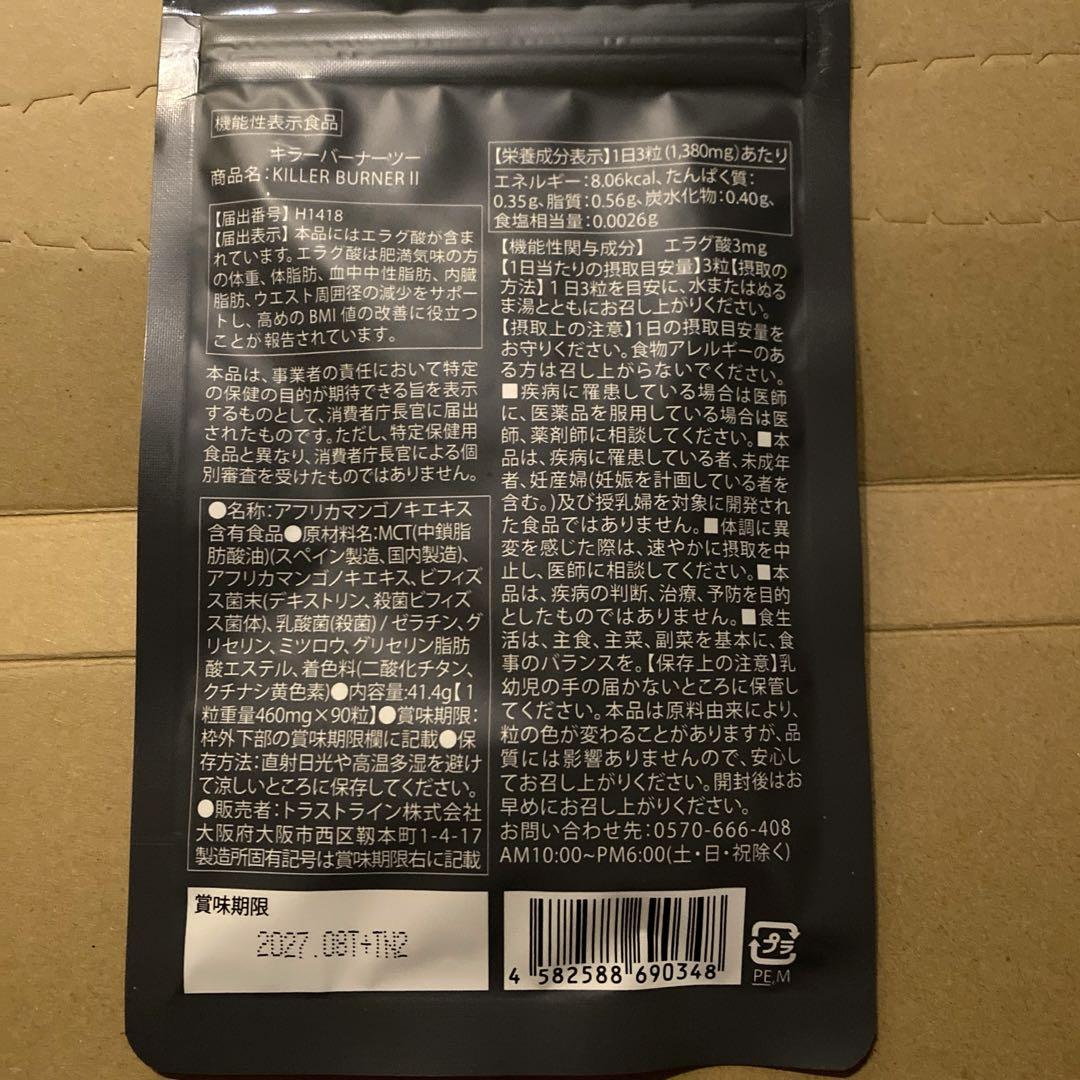 機能性表示食品
キラーバーナーツー
商品名：KILLER BURNER II
【届出番号】H1418
【届出表示】本品にはエラグ酸が含ま
れています。エラグ酸は肥満気味の方
の体重、体脂肪、血中中性脂肪、内臓
脂肪、ウエスト周囲径の減少をサポー
トし、高めのBMI値の改善に役立つ
ことが報告されています。
本品は、事業者の責任において特定
の保健の目的が期待できる旨を表示
するものとして、消費者庁長官に届出
されたものです。ただし、特定保健用
食品と異なり、消費者庁長官による個
別審査を受けたものではありません。
●名称：アフリカマンゴノキエキス
含有食品●原材料名：MCT(中鎖脂
肪酸油)(スペイン製造、国内製造)、
アフリカマンゴノキエキス、ビフィズ
ス菌末(デキストリン、殺菌ビフィズ
ス菌体)、乳酸菌(殺菌) / ゼラチン、グ
リセリン、ミツロウ、グリセリン脂肪
酸エステル、着色料(二酸化チタン、
クチナシ黄色素)●内容量:41.4g【1
粒重量460mg×90粒】●賞味期限：
枠外下部の賞味期限欄に記載●保
存方法：直射日光や高温多湿を避け
て涼しいところに保存してください。
●販売者：トラストライン株式会社
大阪府大阪市西区靱本町1-4-17
製造所固有記号は賞味期限右に記載
【栄養成分表示】1日3粒(1,380mg)あたり
エネルギー：8.06kcal、たんぱく質：
0.35g、脂質：0.56g、炭水化物：0.40g、
食塩相当量：0.0026g
【機能性関与成分】 エラグ酸3mg
【1日当たりの摂取目安量】3粒【摂取の
方法】1日3粒を目安に、水またはぬる
ま湯とともにお召し上がりください。
【摂取上の注意】1日の摂取目安量を
お守りください。食物アレルギーのあ
る方は召し上がらないでください。
■疾病に罹患している場合は医師
に、医薬品を服用している場合は医
師、薬剤師に相談してください。■本
品は、疾病に罹患している者、未成年
者、妊産婦(妊娠を計画している者を
含む。)及び授乳婦を対象に開発され
た食品ではありません。■体調に異
変を感じた際は、速やかに摂取を中
止し、医師に相談してください。■本
品は、疾病の判断、治療、予防を目的
としたものではありません。■食生
活は、主食、主菜、副菜を基本に、食
事のバランスを。【保存上の注意】乳
幼児の手の届かないところに保管し
てください。本品は原料由来により、
粒の色が変わることがありますが、品
質には影響ありませんので、安心し
てお召し上がりください。開封後はお
早めにお召し上がりください。
お問い合わせ先：0570-666-408
AM10:00~PM6:00(土・日・祝除く)
賞味期限
2027.08T+TN2
4 582588 690348
プラ
PE,M